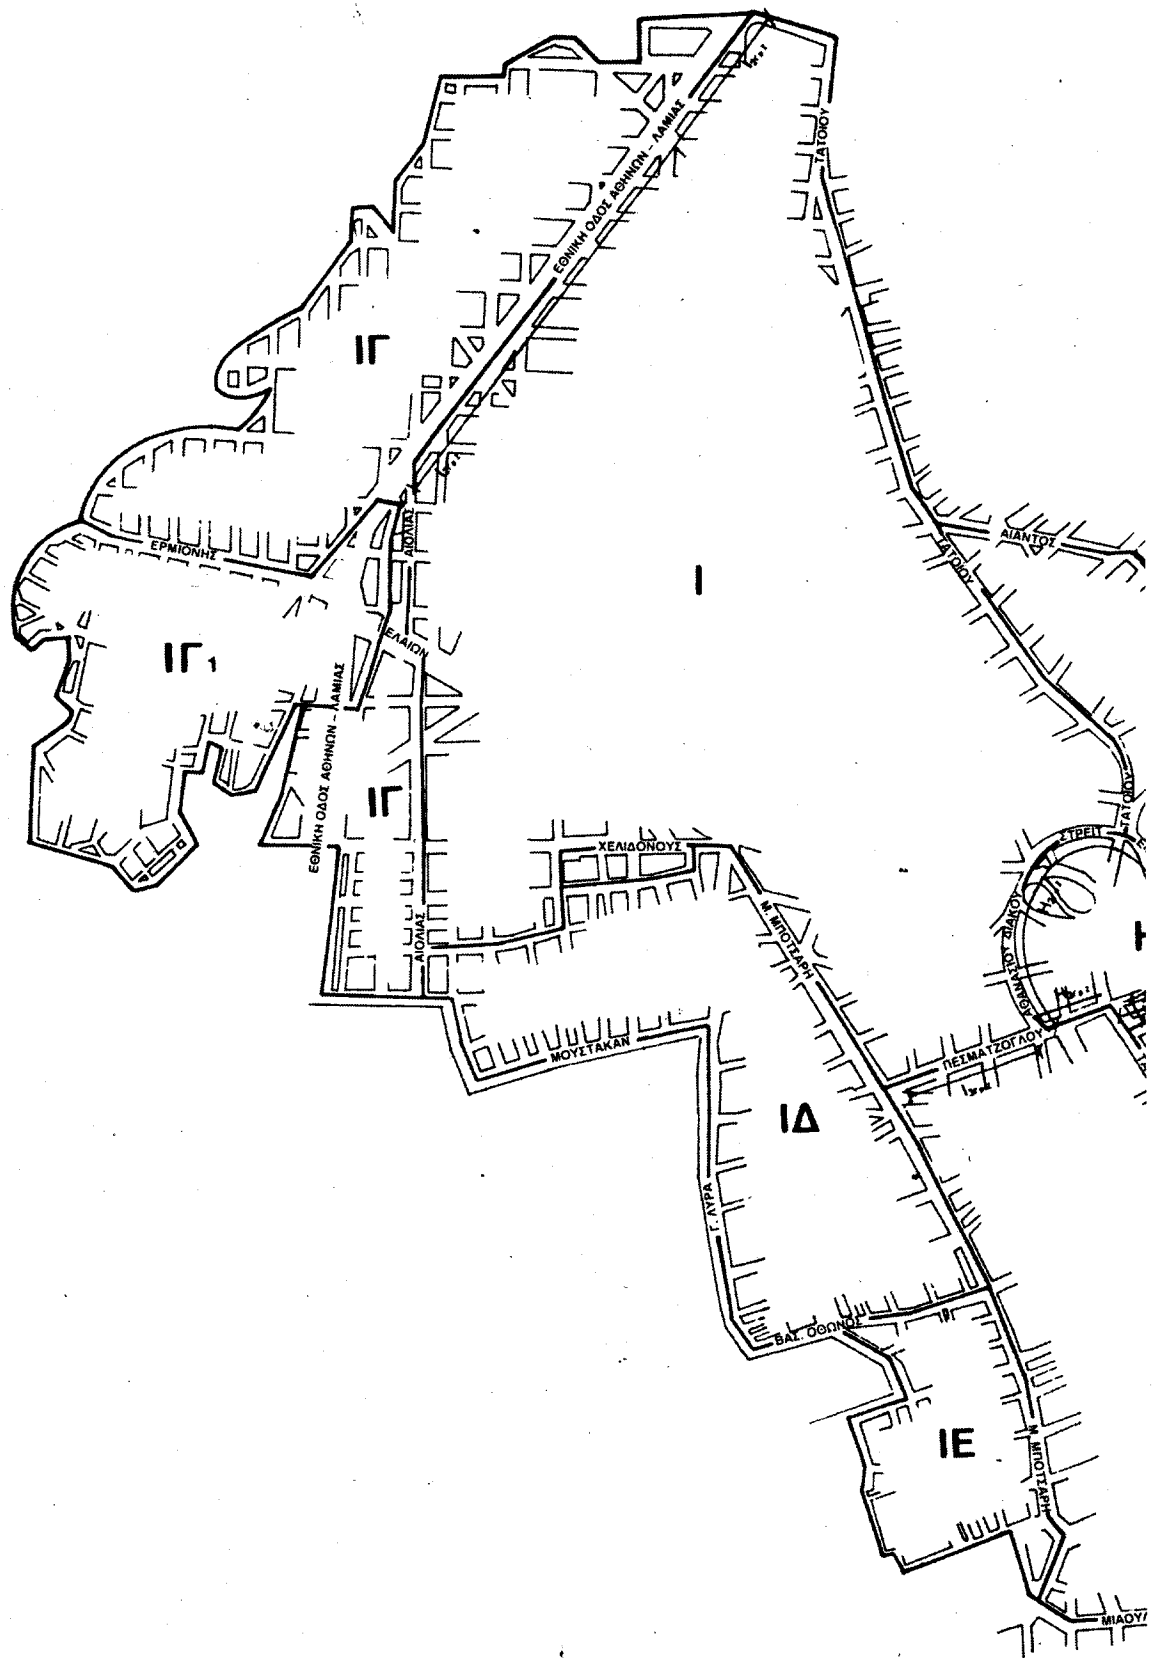 ΕΘΝΙΚΗ ΟΔΟΣ ΑΘΗΝΩΝ – ΛΑΜΙΑΣ
ΤΑΤΟΙΟΥ
ΙΓ
ΑΙΟΛΙΑΣ
ΕΡΜΙΟΝΗΣ
ΑΙΑΝΤΟΣ
ΤΑΤΟΙΟΥ
Ι
ΕΛΑΙΩΝ
ΙΓ1
ΕΘΝΙΚΗ ΟΔΟΣ ΑΘΗΝΩΝ – ΛΑΜΙΑΣ
ΙΓ
ΤΑΤΟΙΟΥ
ΣΤΡΕΙΤ
ΧΕΛΙΔΟΝΟΥΣ
Μ. ΜΠΟΤΣΑΡΗ
ΑΙΟΛΙΑΣ
ΑΘΑΝΑΣΙΟΥ ΔΙΑΚΟΥ
ΜΟΥΣΤΑΚΑΝ
ΠΕΣΜΑΤΖΟΓΛΟΥ
ΙΔ
Γ. ΛΥΡΑ
ΒΑΣ. ΟΘΩΝΟΣ
ΙΕ
Μ. ΜΠΟΤΣΑΡΗ
ΜΙΑΟΥΛ